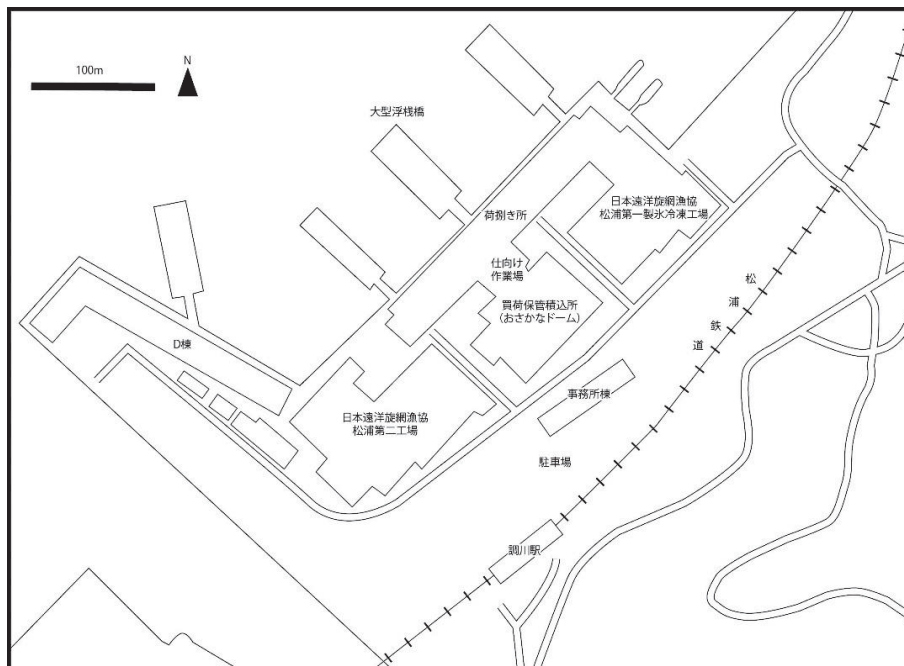 100m
N
大型浮桟橋
荷捌き所
日本遠洋旋網漁協
松浦第一製氷冷凍工場
仕向け
作業場
買荷保管積込所
(おさかなドーム)
松浦鉄道
D棟
事務所棟
日本遠洋旋網漁協
松浦第二工場
駐車場
調川駅